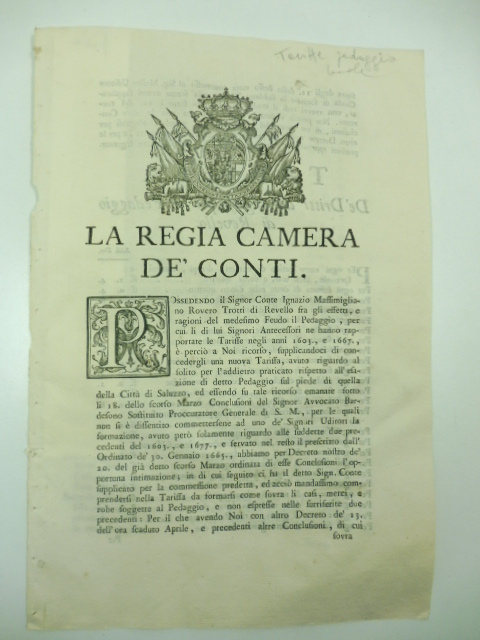 Tariffe pedaggio
LA REGIA CAMERA
DE' CONTI.
POSSEDENDO il Signor Conte Ignazio Massimiglia-
no Rovero Trotti di Revello fra gli effetti, e
ragioni del medesimo Feudo il Pedaggio, per
cui li di lui Signori Antecessori ne hanno rap-
portate le Tariffe negli anni 1603., e 1667.,
è perciò a Noi ricorso, supplicandoci di con-
cedergli una nuova Tariffa, avuto riguardo al
solito per l'addietro praticato rispetto all'esa-
zione di detto Pedaggio sul piede di quella
della Città di Saluzzo, ed essendo su tale ricorso emanate sotto
li 18. dello scorso Marzo Conclusioni del Signor Avvocato Bar-
desono Sostituito Proccuratore Generale di S. M., per le quali
non si è dissentito commettersene ad uno de' Signori Uditori la
formazione, avuto però solamente riguardo alle suddette due pre-
cedenti del 1603., e 1677., e servato nel resto il prescritto dall'
Ordinato de' 30. Gennajo 1665., abbiamo per Decreto nostro de'
20. del già detto scorso Marzo ordinata di esse Conclusioni l'op-
portuna intimazione; in di cui seguito ci ha il detto Sign. Conte
supplicato per la commessione predetta, ed acciò mandassimo com-
prendersi nella Tariffa da formarsi come sovra li casi, merci, e
robe soggette al Pedaggio, e non espresse nelle surriferite due
precedenti: Per il che avendo Noi con altro Decreto de' 23.
dell'ora scaduto Aprile, e precedenti altre Conclusioni, di cui
sovra